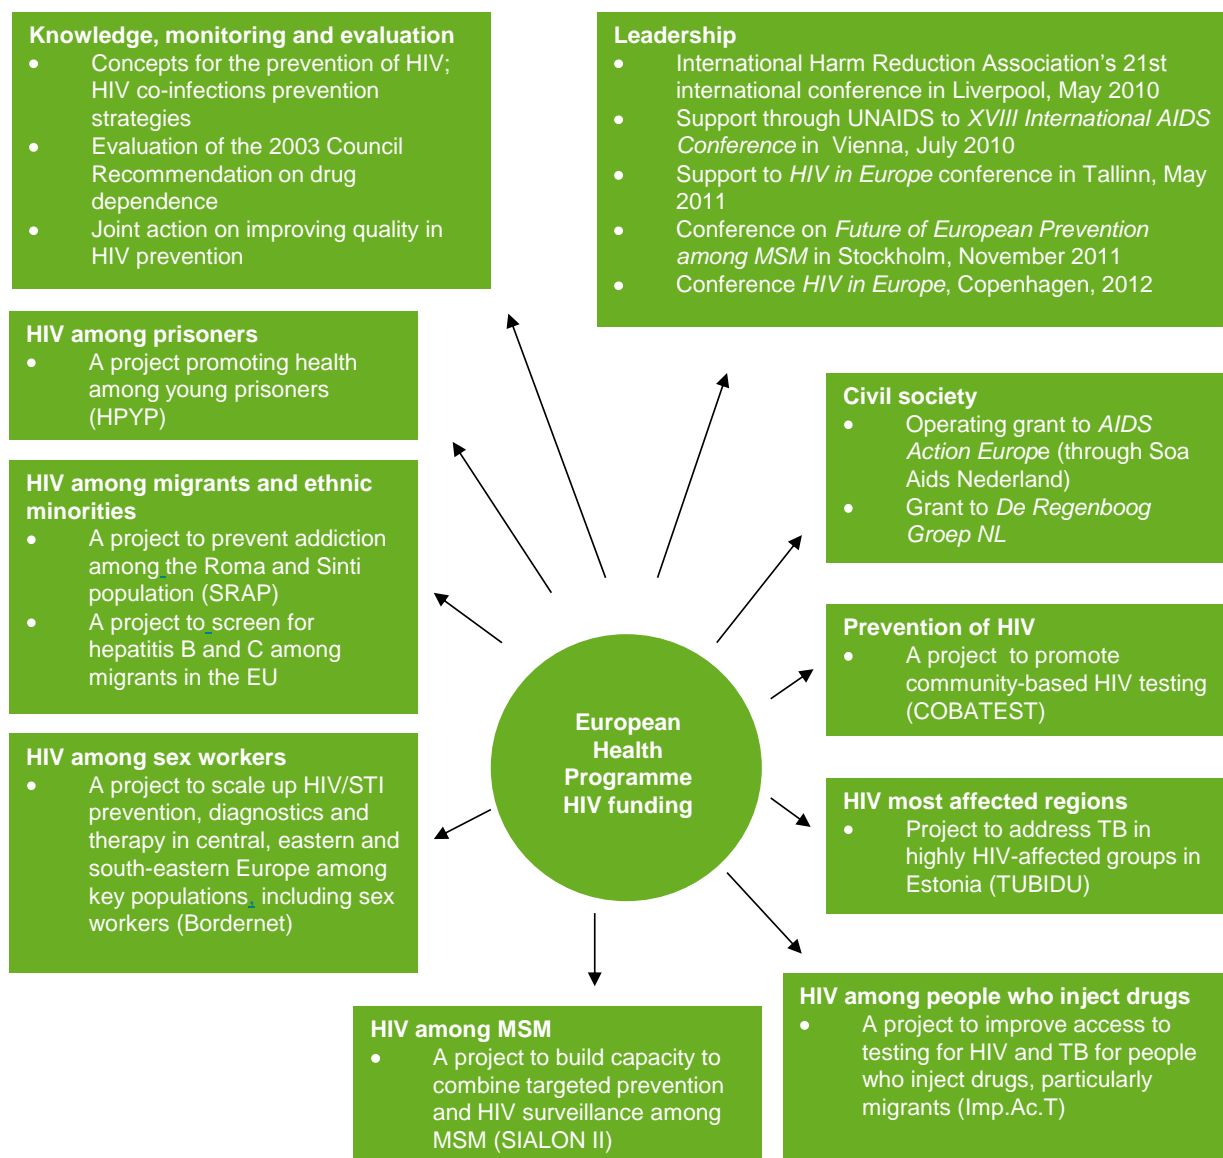 Knowledge, monitoring and evaluation
• Concepts for the prevention of HIV;
HIV co-infections prevention
strategies
• Evaluation of the 2003 Council
Recommendation on drug
dependence
• Joint action on improving quality in
HIV prevention
Leadership
• International Harm Reduction Association's 21st
international conference in Liverpool, May 2010
• Support through UNAIDS to XVIII International AIDS
Conference in Vienna, July 2010
• Support to HIV in Europe conference in Tallinn, May
2011
• Conference on Future of European Prevention
among MSM in Stockholm, November 2011
• Conference HIV in Europe, Copenhagen, 2012
HIV among prisoners
• A project promoting health
among young prisoners
(HPYP)
Civil society
• Operating grant to AIDS
Action Europe (through Soa
Aids Nederland)
• Grant to De Regenboog
Groep NL
HIV among migrants and ethnic
minorities
• A project to prevent addiction
among the Roma and Sinti
population (SRAP)
• A project to screen for
hepatitis B and C among
migrants in the EU
Prevention of HIV
• A project to promote
community-based HIV testing
(COBATEST)
European
Health
Programme
HIV funding
HIV among sex workers
• A project to scale up HIV/STI
prevention, diagnostics and
therapy in central, eastern and
south-eastern Europe among
key populations, including sex
workers (Bordernet)
HIV most affected regions
• Project to address TB in
highly HIV-affected groups in
Estonia (TUBIDU)
HIV among MSM
• A project to build capacity to
combine targeted prevention
and HIV surveillance among
MSM (SIALON II)
HIV among people who inject drugs
• A project to improve access to
testing for HIV and TB for people
who inject drugs, particularly
migrants (Imp.Ac.T)